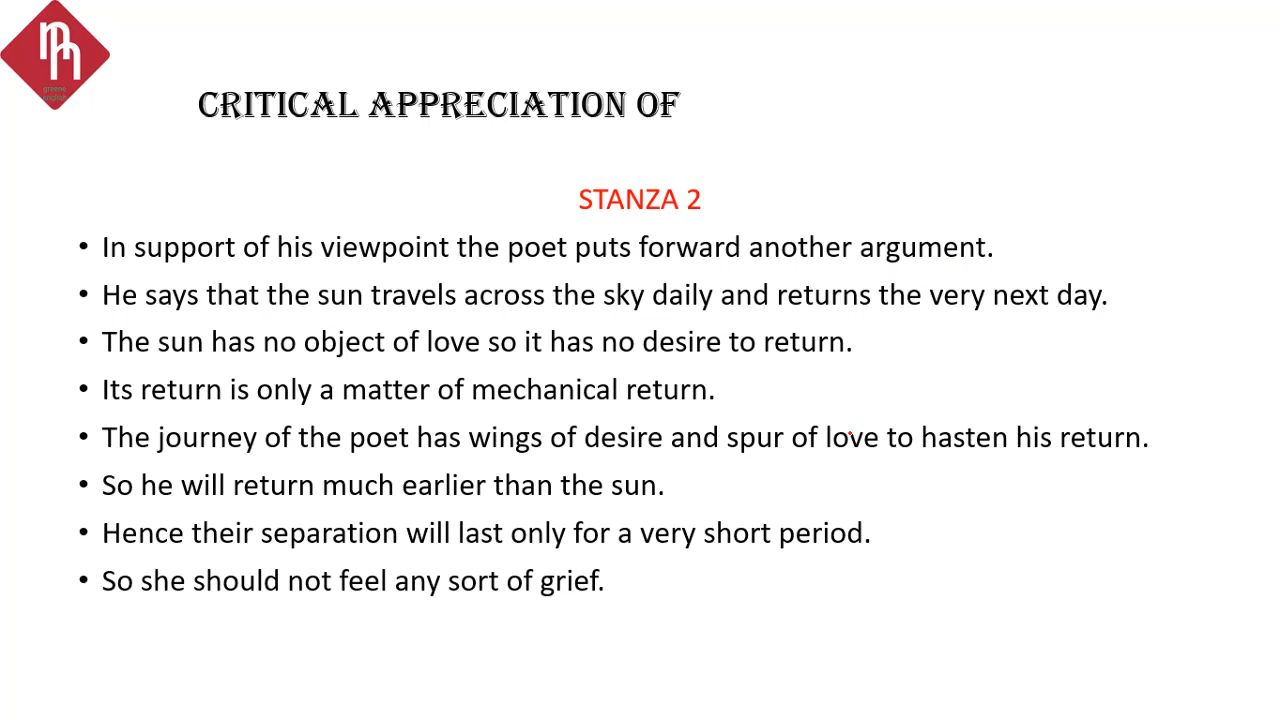 greene
english
CRITICAL APPRECIATION OF
STANZA 2
• In support of his viewpoint the poet puts forward another argument.
• He says that the sun travels across the sky daily and returns the very next day.
• The sun has no object of love so it has no desire to return.
• Its return is only a matter of mechanical return.
• The journey of the poet has wings of desire and spur of love to hasten his return.
• So he will return much earlier than the sun.
• Hence their separation will last only for a very short period.
• So she should not feel any sort of grief.